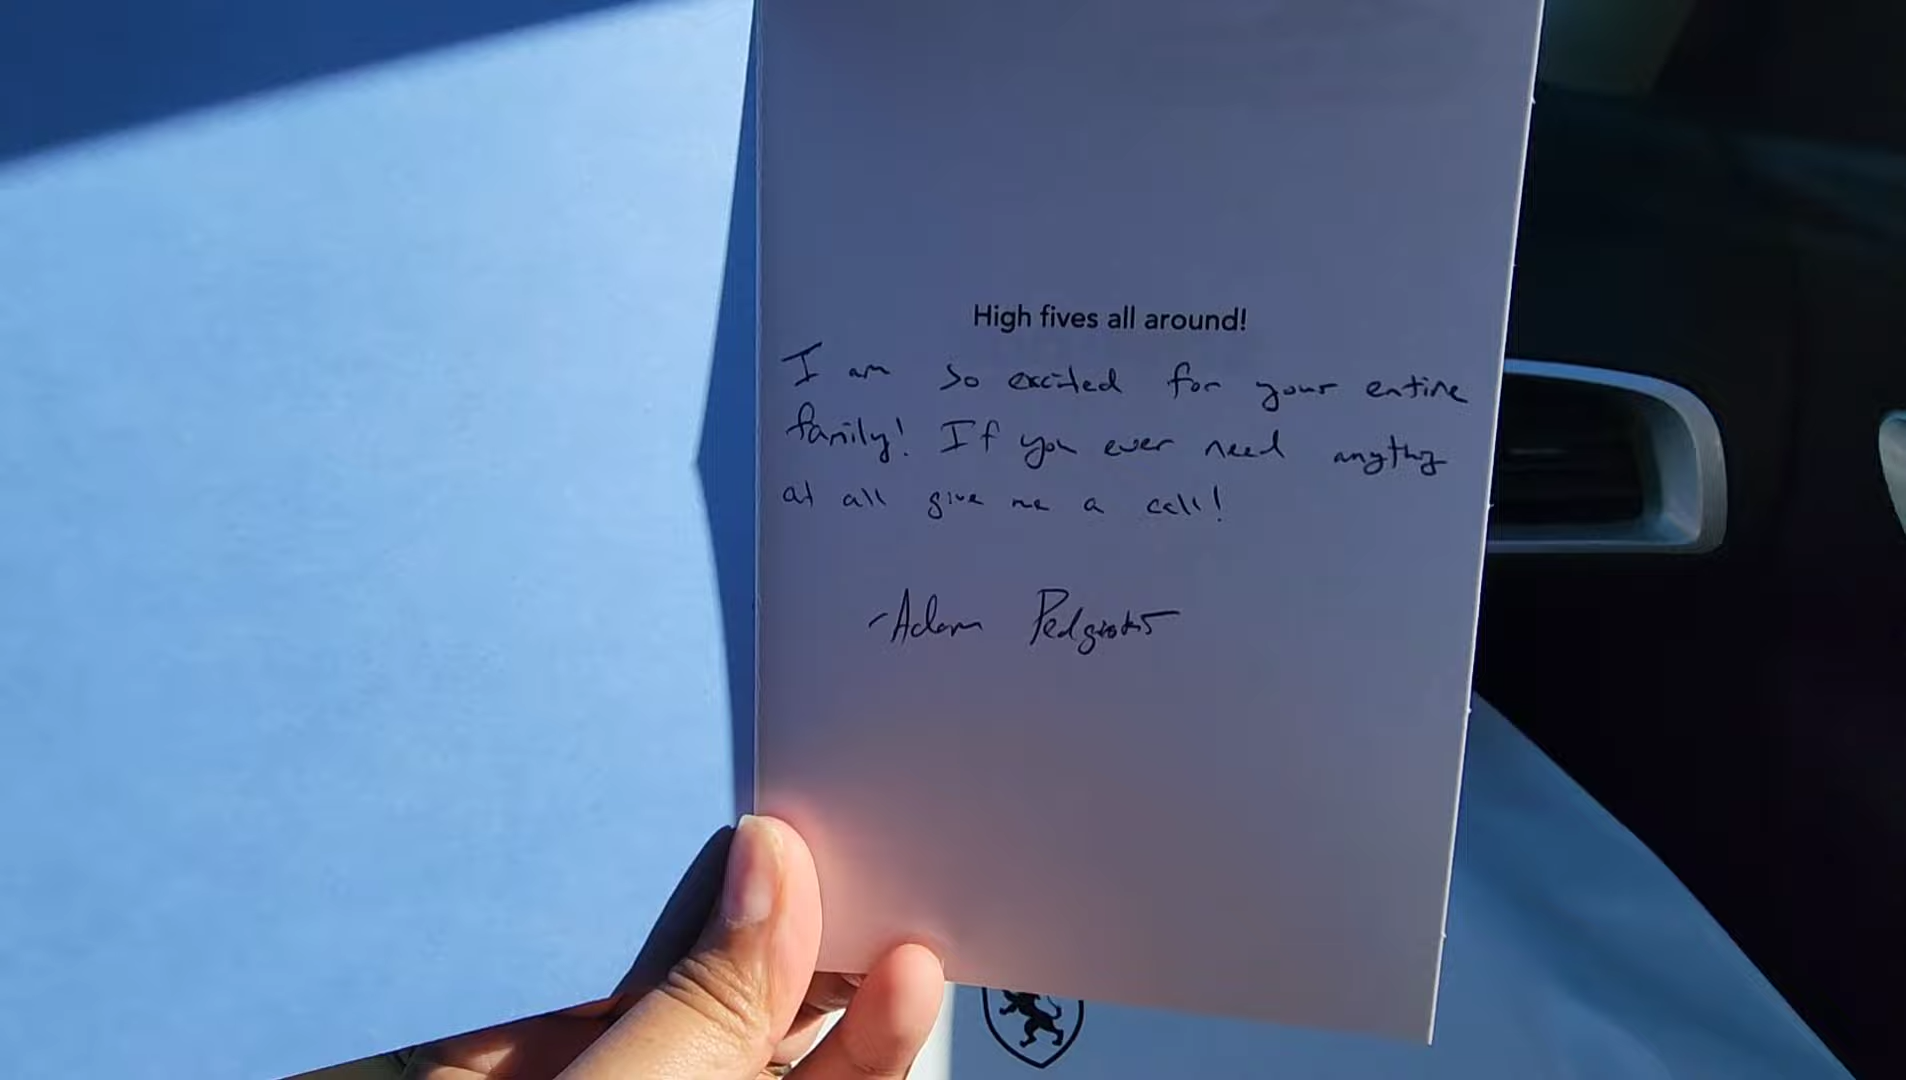 High fives all around!
I am so excited for your entire
family! If you ever need anything
at all give me a call!
-Adam